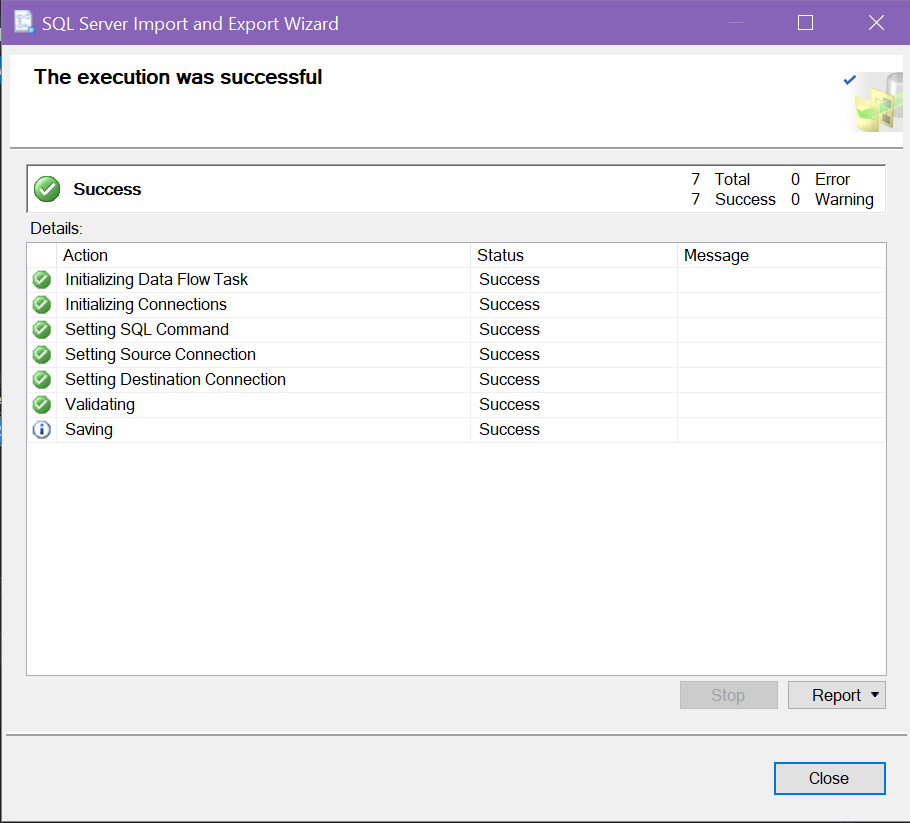 SQL Server Import and Export Wizard
The execution was successful
Success
7 Total 0 Error
7 Success 0 Warning
Details:
Action Status Message
Initializing Data Flow Task Success
Initializing Connections Success
Setting SQL Command Success
Setting Source Connection Success
Setting Destination Connection Success
Validating Success
Saving Success
Stop Report
Close